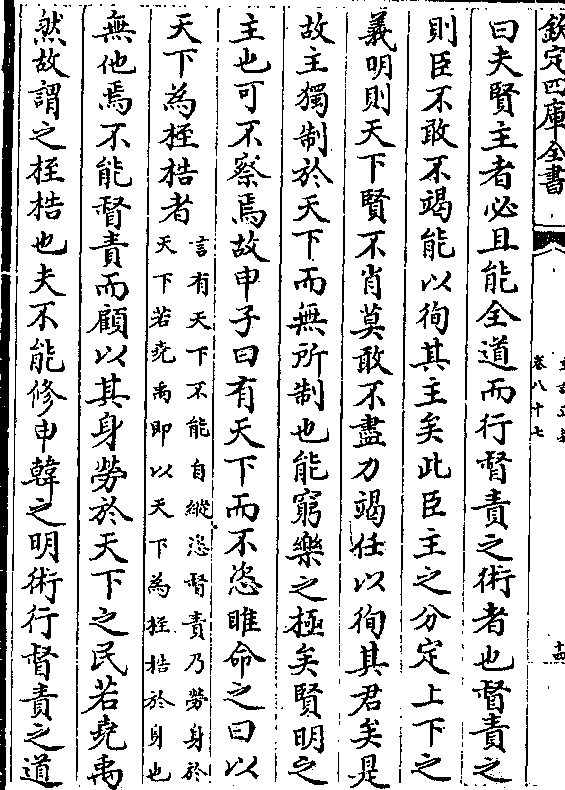 欽定四庫全書
卷八十七
曰夫賢主者必且能全道而行督責之術者也督責之
則臣不敢不竭能以徇其主矣此臣主之分定上下之
義明則天下賢不肖莫敢不盡力竭任以徇其君矣是
故主獨制於天下而無所制也能窮樂之極矣賢明之
主也可不察焉故申子曰有天下而不恣睢命之曰以
天下為桎梏者
言有天下不能自縱恣督責乃勞身於
天下若堯禹即以天下為桎梏於身也
無他焉不能督責而顧以其身勞於天下之民若堯禹
然故謂之桎梏也夫不能修申韓之明術行督責之道